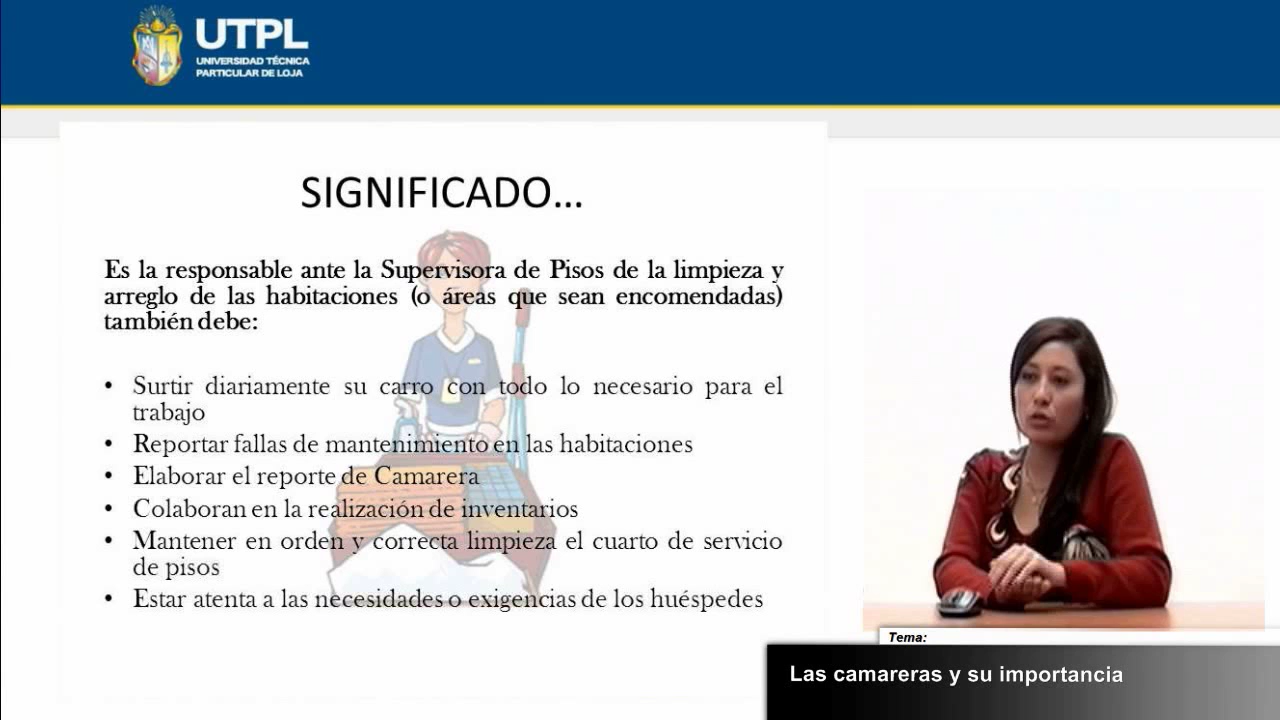 UTPL
UNIVERSIDAD TÉCNICA
PARTICULAR DE LOJA
SIGNIFICADO...
Es la responsable ante la Supervisora de Pisos de la limpieza y
arreglo de las habitaciones (o áreas que sean encomendadas)
también debe:
• Surtir diariamente su carro con todo lo necesario para el
trabajo
• Reportar fallas de mantenimiento en las habitaciones
• Elaborar el reporte de Camarera
• Colaboran en la realización de inventarios
• Mantener en orden y correcta limpieza el cuarto de servicio
de pisos
• Estar atenta a las necesidades o exigencias de los huéspedes
Tema:
Las camareras y su importancia